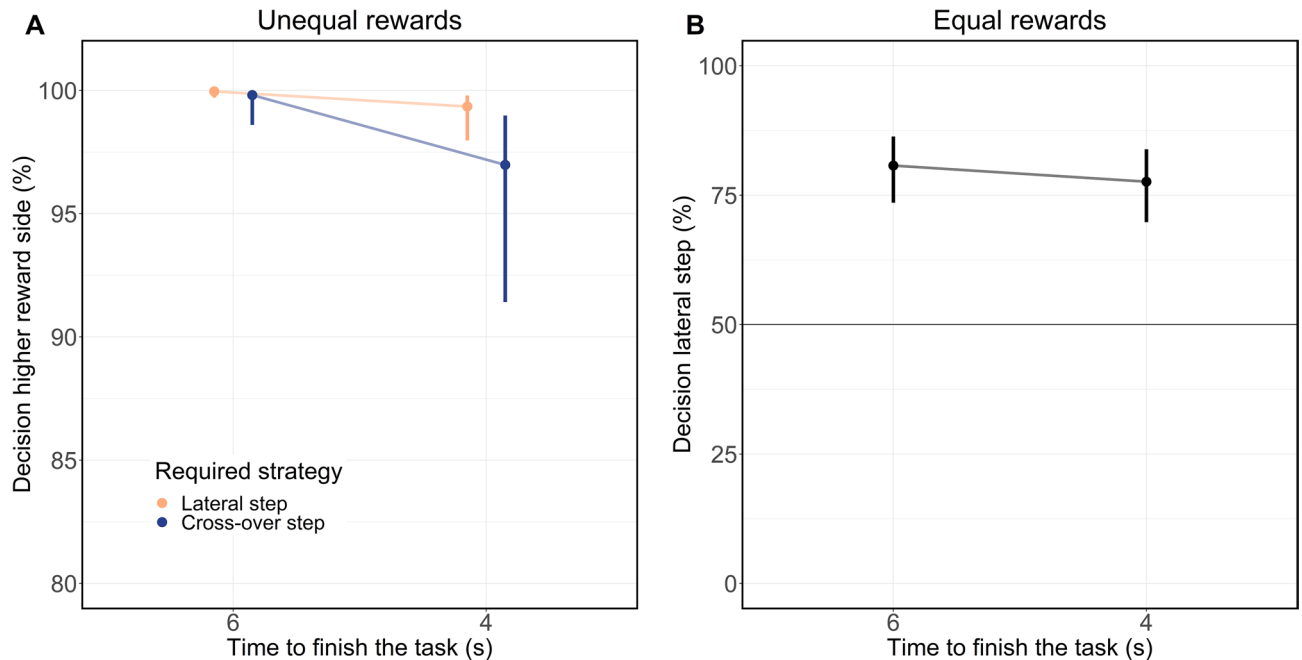 A
Unequal rewards
Decision higher reward side (%)
100
95
90
85
80
Required strategy
Lateral step
Cross-over step
6
4
Time to finish the task (s)
B
Equal rewards
Decision lateral step (%)
100
75
50
25
0
6
4
Time to finish the task (s)